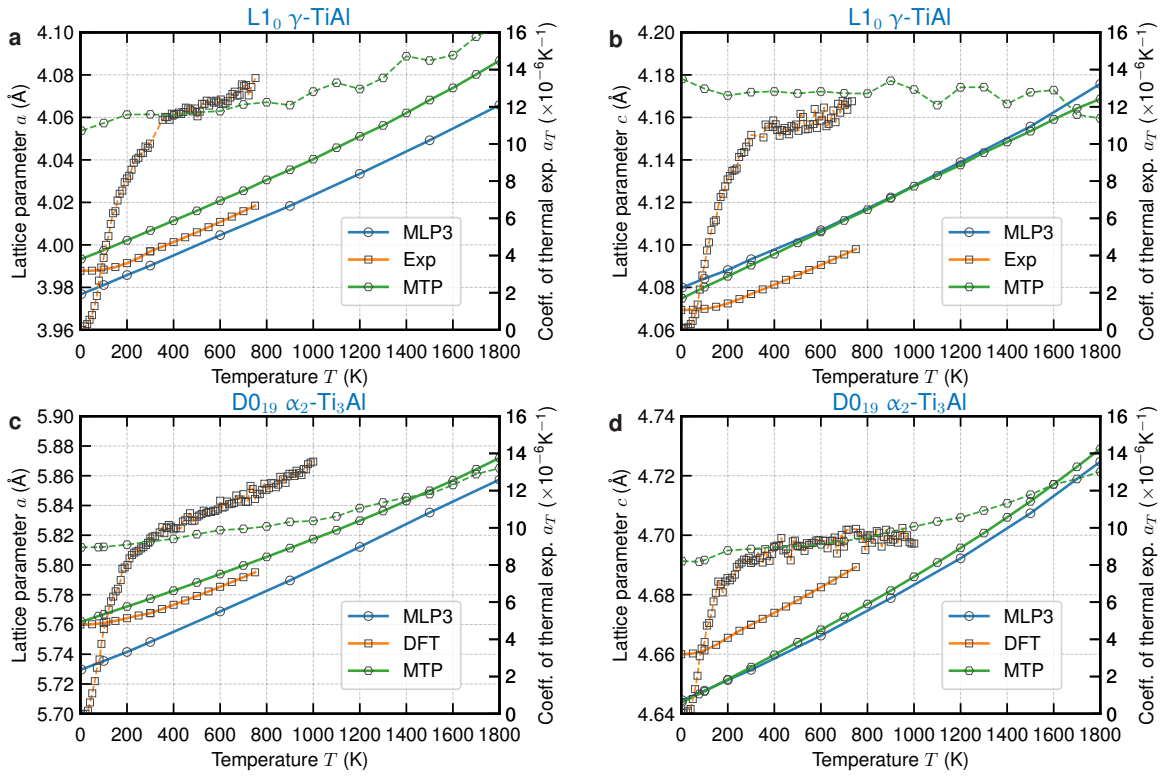 L1₀ γ-TiAl
a
Lattice parameter a (Å)
4.10
4.08
4.06
4.04
4.02
4.00
3.98
3.96
16
14
12
10
8
6
4
2
0
Coeff. of thermal exp. a_T (×10⁻⁶K⁻¹)
MLP3
Exp
MTP
0 200 400 600 800 1000 1200 1400 1600 1800
Temperature T (K)
L1₀ γ-TiAl
b
Lattice parameter c (Å)
4.20
4.18
4.16
4.14
4.12
4.10
4.08
4.06
16
14
12
10
8
6
4
2
0
Coeff. of thermal exp. a_T (×10⁻⁶K⁻¹)
MLP3
Exp
MTP
0 200 400 600 800 1000 1200 1400 1600 1800
Temperature T (K)
D0₁₉ α₂-Ti₃Al
c
Lattice parameter a (Å)
5.90
5.88
5.86
5.84
5.82
5.80
5.78
5.76
5.74
5.72
5.70
16
14
12
10
8
6
4
2
0
Coeff. of thermal exp. a_T (×10⁻⁶K⁻¹)
MLP3
DFT
MTP
0 200 400 600 800 1000 1200 1400 1600 1800
Temperature T (K)
D0₁₉ α₂-Ti₃Al
d
Lattice parameter c (Å)
4.74
4.72
4.70
4.68
4.66
4.64
16
14
12
10
8
6
4
2
0
Coeff. of thermal exp. a_T (×10⁻⁶K⁻¹)
MLP3
DFT
MTP
0 200 400 600 800 1000 1200 1400 1600 1800
Temperature T (K)